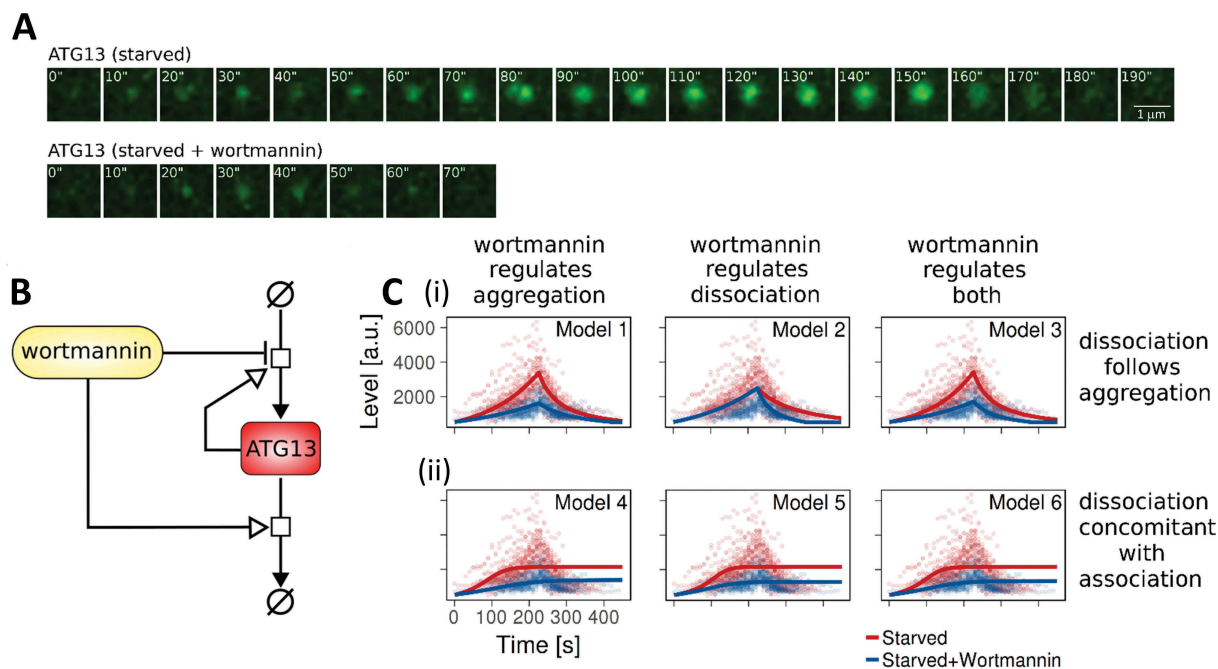 A
ATG13 (starved)
0" 10" 20" 30" 40" 50" 60" 70" 80" 90" 100" 110" 120" 130" 140" 150" 160" 170" 180" 190"
1 µm
ATG13 (starved + wortmannin)
0" 10" 20" 30" 40" 50" 60" 70"
B
∅
wortmannin
ATG13
∅
C
wortmannin
regulates
aggregation
wortmannin
regulates
dissociation
wortmannin
regulates
both
(i)
Level [a.u.]
6000
4000
2000
Model 1
Model 2
Model 3
dissociation
follows
aggregation
(ii)
Model 4
Model 5
Model 6
dissociation
concomitant
with
association
0 100 200 300 400
Time [s]
Starved
Starved+Wortmannin